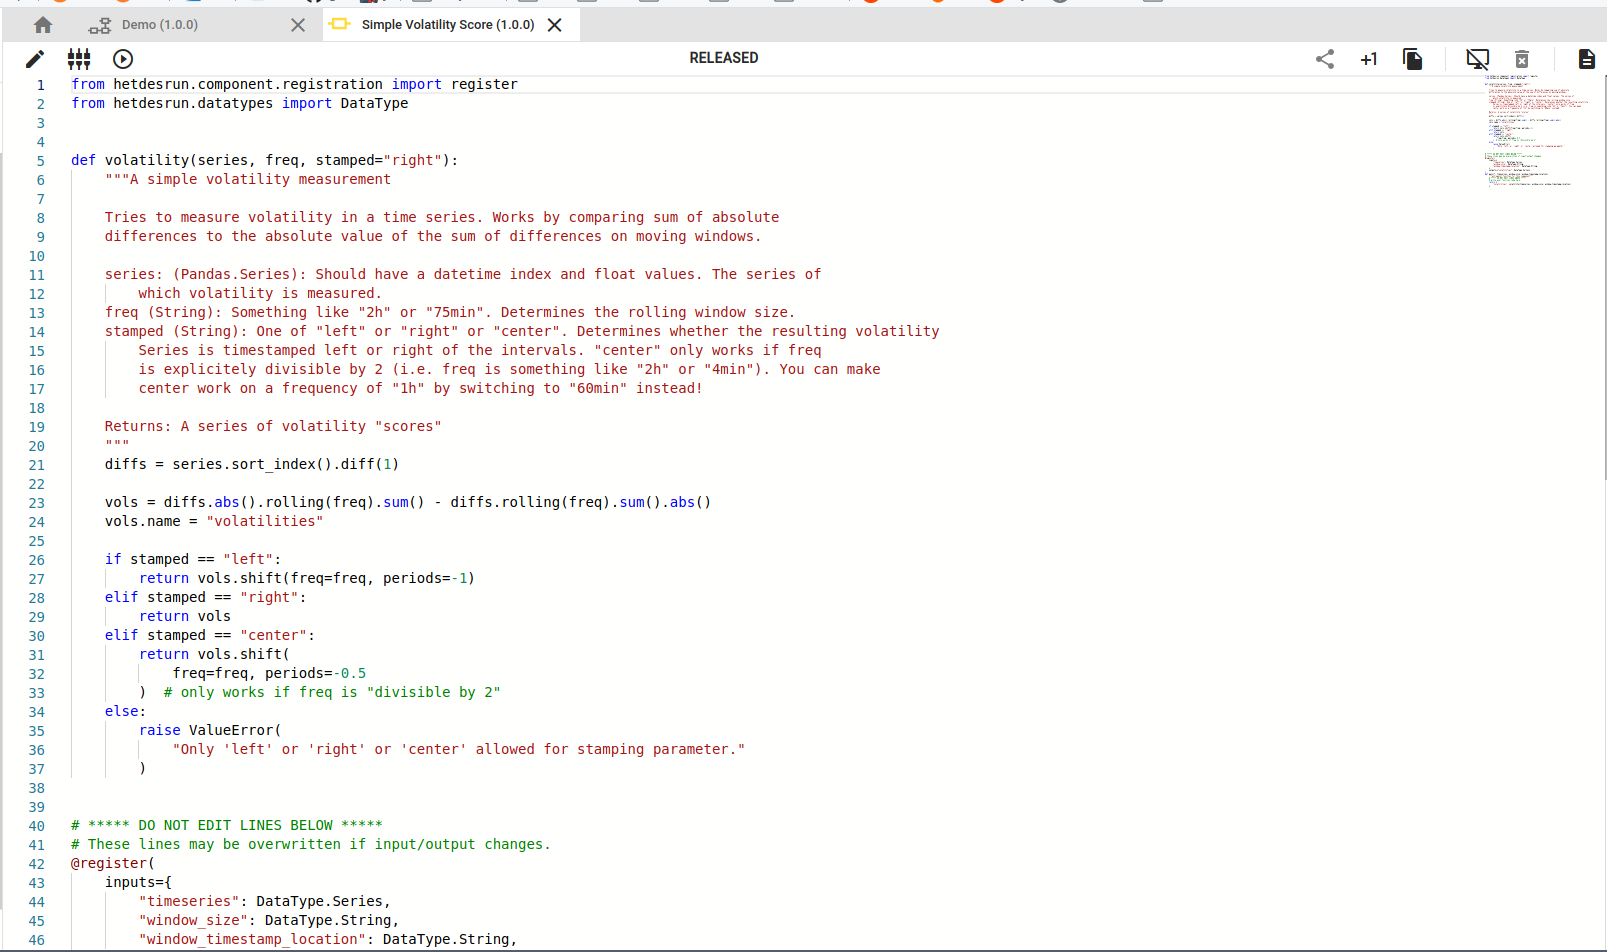 Demo (1.0.0)
Simple Volatility Score (1.0.0)
RELEASED
+1
1 from hetdesrun.component.registration import register
2 from hetdesrun.datatypes import DataType
3
4
5 def volatility(series, freq, stamped="right"):
6 """A simple volatility measurement
7
8 Tries to measure volatility in a time series. Works by comparing sum of absolute
9 differences to the absolute value of the sum of differences on moving windows.
10
11 series: (Pandas.Series): Should have a datetime index and float values. The series of
12 which volatility is measured.
13 freq (String): Something like "2h" or "75min". Determines the rolling window size.
14 stamped (String): One of "left" or "right" or "center". Determines whether the resulting volatility
15 Series is timestamped left or right of the intervals. "center" only works if freq
16 is explicitely divisible by 2 (i.e. freq is something like "2h" or "4min"). You can make
17 center work on a frequency of "1h" by switching to "60min" instead!
18
19 Returns: A series of volatility "scores"
20 """
21 diffs = series.sort_index().diff(1)
22
23 vols = diffs.abs().rolling(freq).sum() - diffs.rolling(freq).sum().abs()
24 vols.name = "volatilities"
25
26 if stamped == "left":
27 return vols.shift(freq=freq, periods=-1)
28 elif stamped == "right":
29 return vols
30 elif stamped == "center":
31 return vols.shift(
32 freq=freq, periods=-0.5
33 ) # only works if freq is "divisible by 2"
34 else:
35 raise ValueError(
36 "Only 'left' or 'right' or 'center' allowed for stamping parameter."
37 )
38
39
40 # ***** DO NOT EDIT LINES BELOW *****
41 # These lines may be overwritten if input/output changes.
42 @register(
43 inputs={
44 "timeseries": DataType.Series,
45 "window_size": DataType.String,
46 "window_timestamp_location": DataType.String,